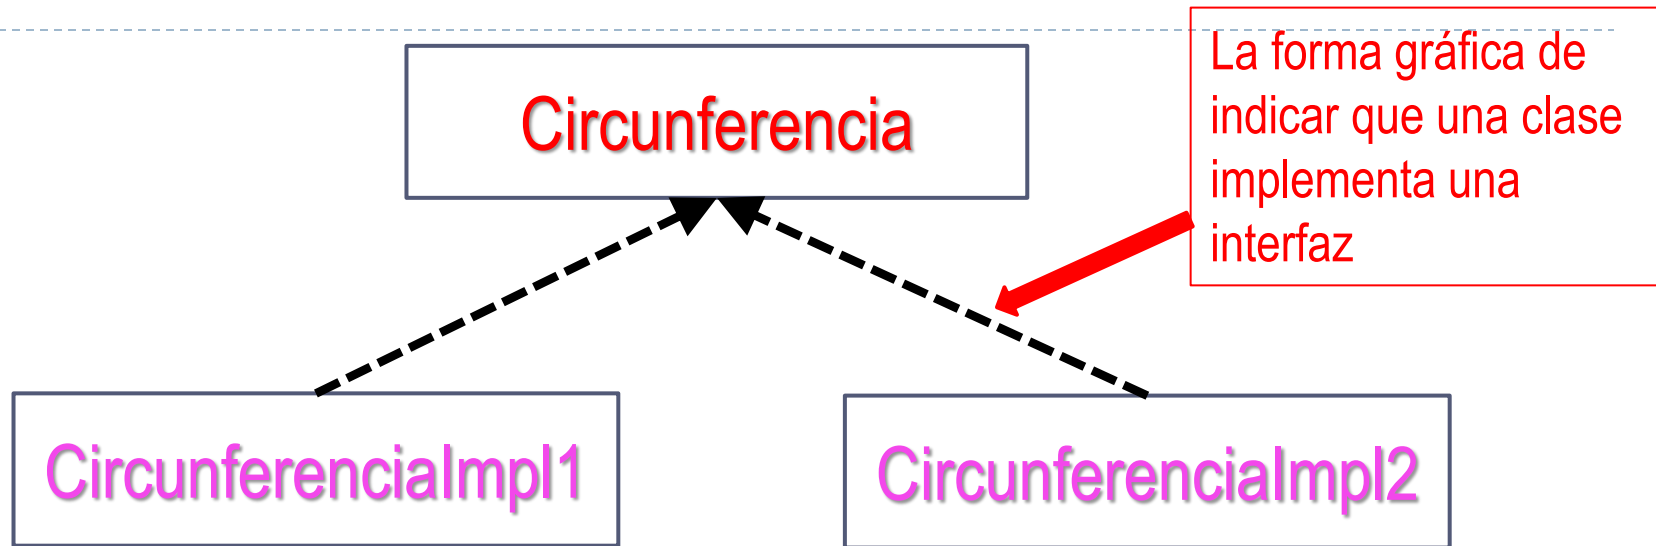 Circunferencia
La forma gráfica de
indicar que una clase
implementa una
interfaz
CircunferenciaImpl1
CircunferenciaImpl2